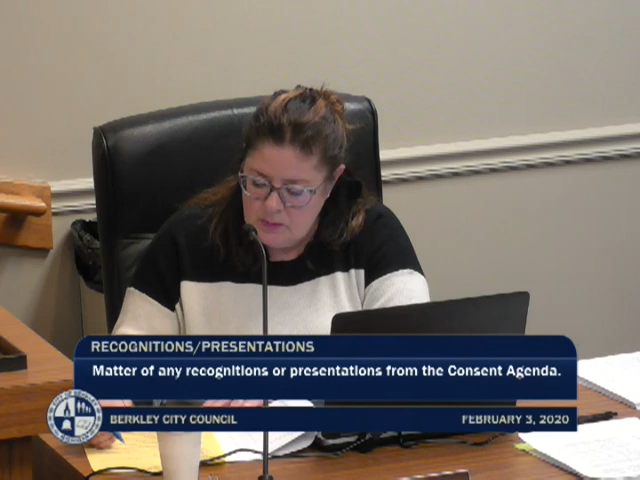 RECOGNITIONS/PRESENTATIONS
Matter of any recognitions or presentations from the Consent Agenda.
BERKLEY CITY COUNCIL
FEBRUARY 3, 2020